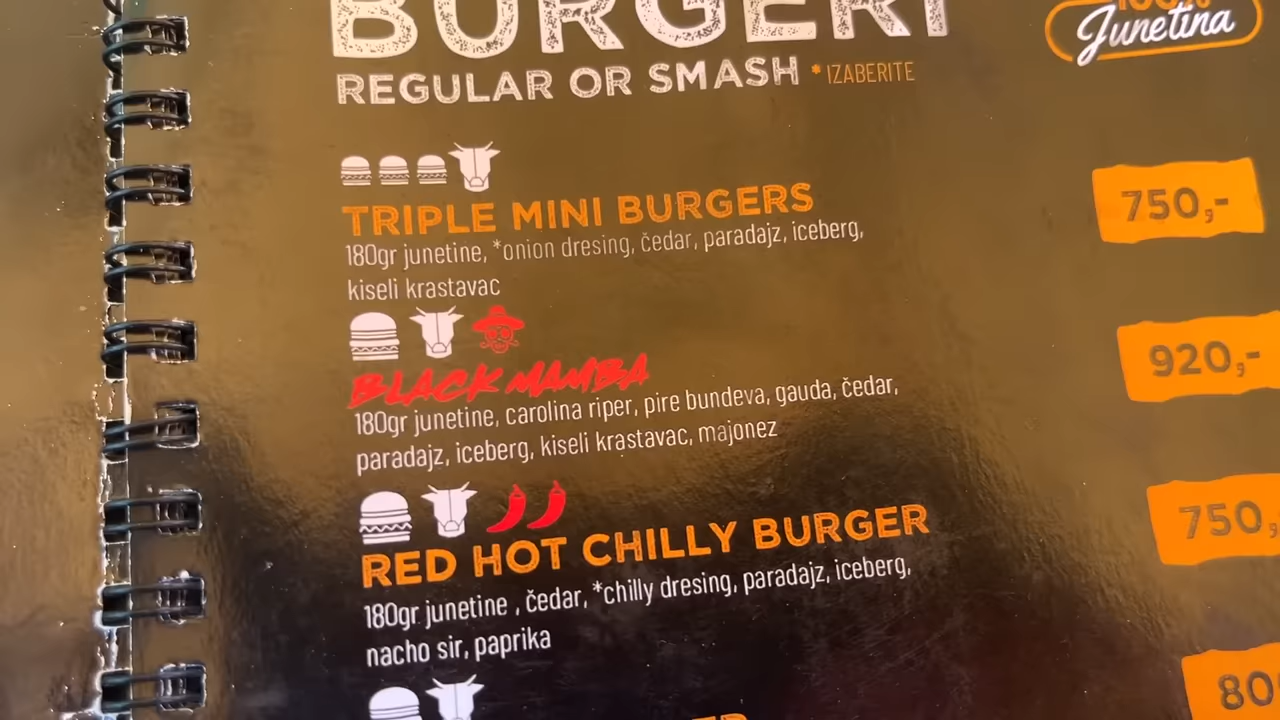 BURGERI
100%
Junetina
REGULAR OR SMASH * IZABERITE
TRIPLE MINI BURGERS
750,-
180gr junetine, *onion dresing, čedar, paradajz, iceberg,
kiseli krastavac
BLACK MAMBA
920,-
180gr junetine, carolina riper, pire bundeva, gauda, čedar,
paradajz, iceberg, kiseli krastavac, majonez
RED HOT CHILLY BURGER
750,
180gr junetine , čedar, *chilly dresing, paradajz, iceberg,
nacho sir, paprika
80